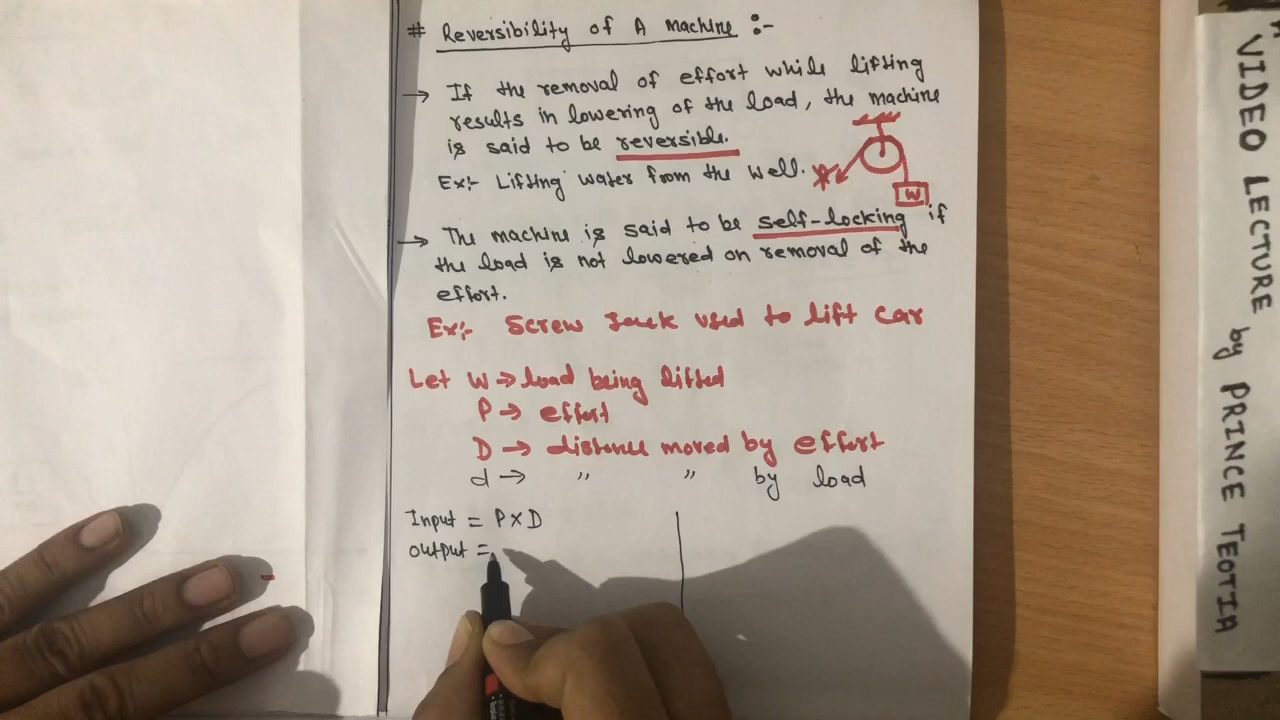 # Reversibility of A Machine :-
→ If the removal of effort while lifting
results in lowering of the load, the machine
is said to be reversible.
Ex:- Lifting water from the well.
W
→ The machine is said to be self-locking if
the load is not lowered on removal of the
effort.
Ex:- Screw Jack used to lift car
Let W → load being lifted
P → effort
D → distance moved by effort
d → " " by load
Input = P × D
output =
VIDEO LECTURE by PRINCE TEOTIA